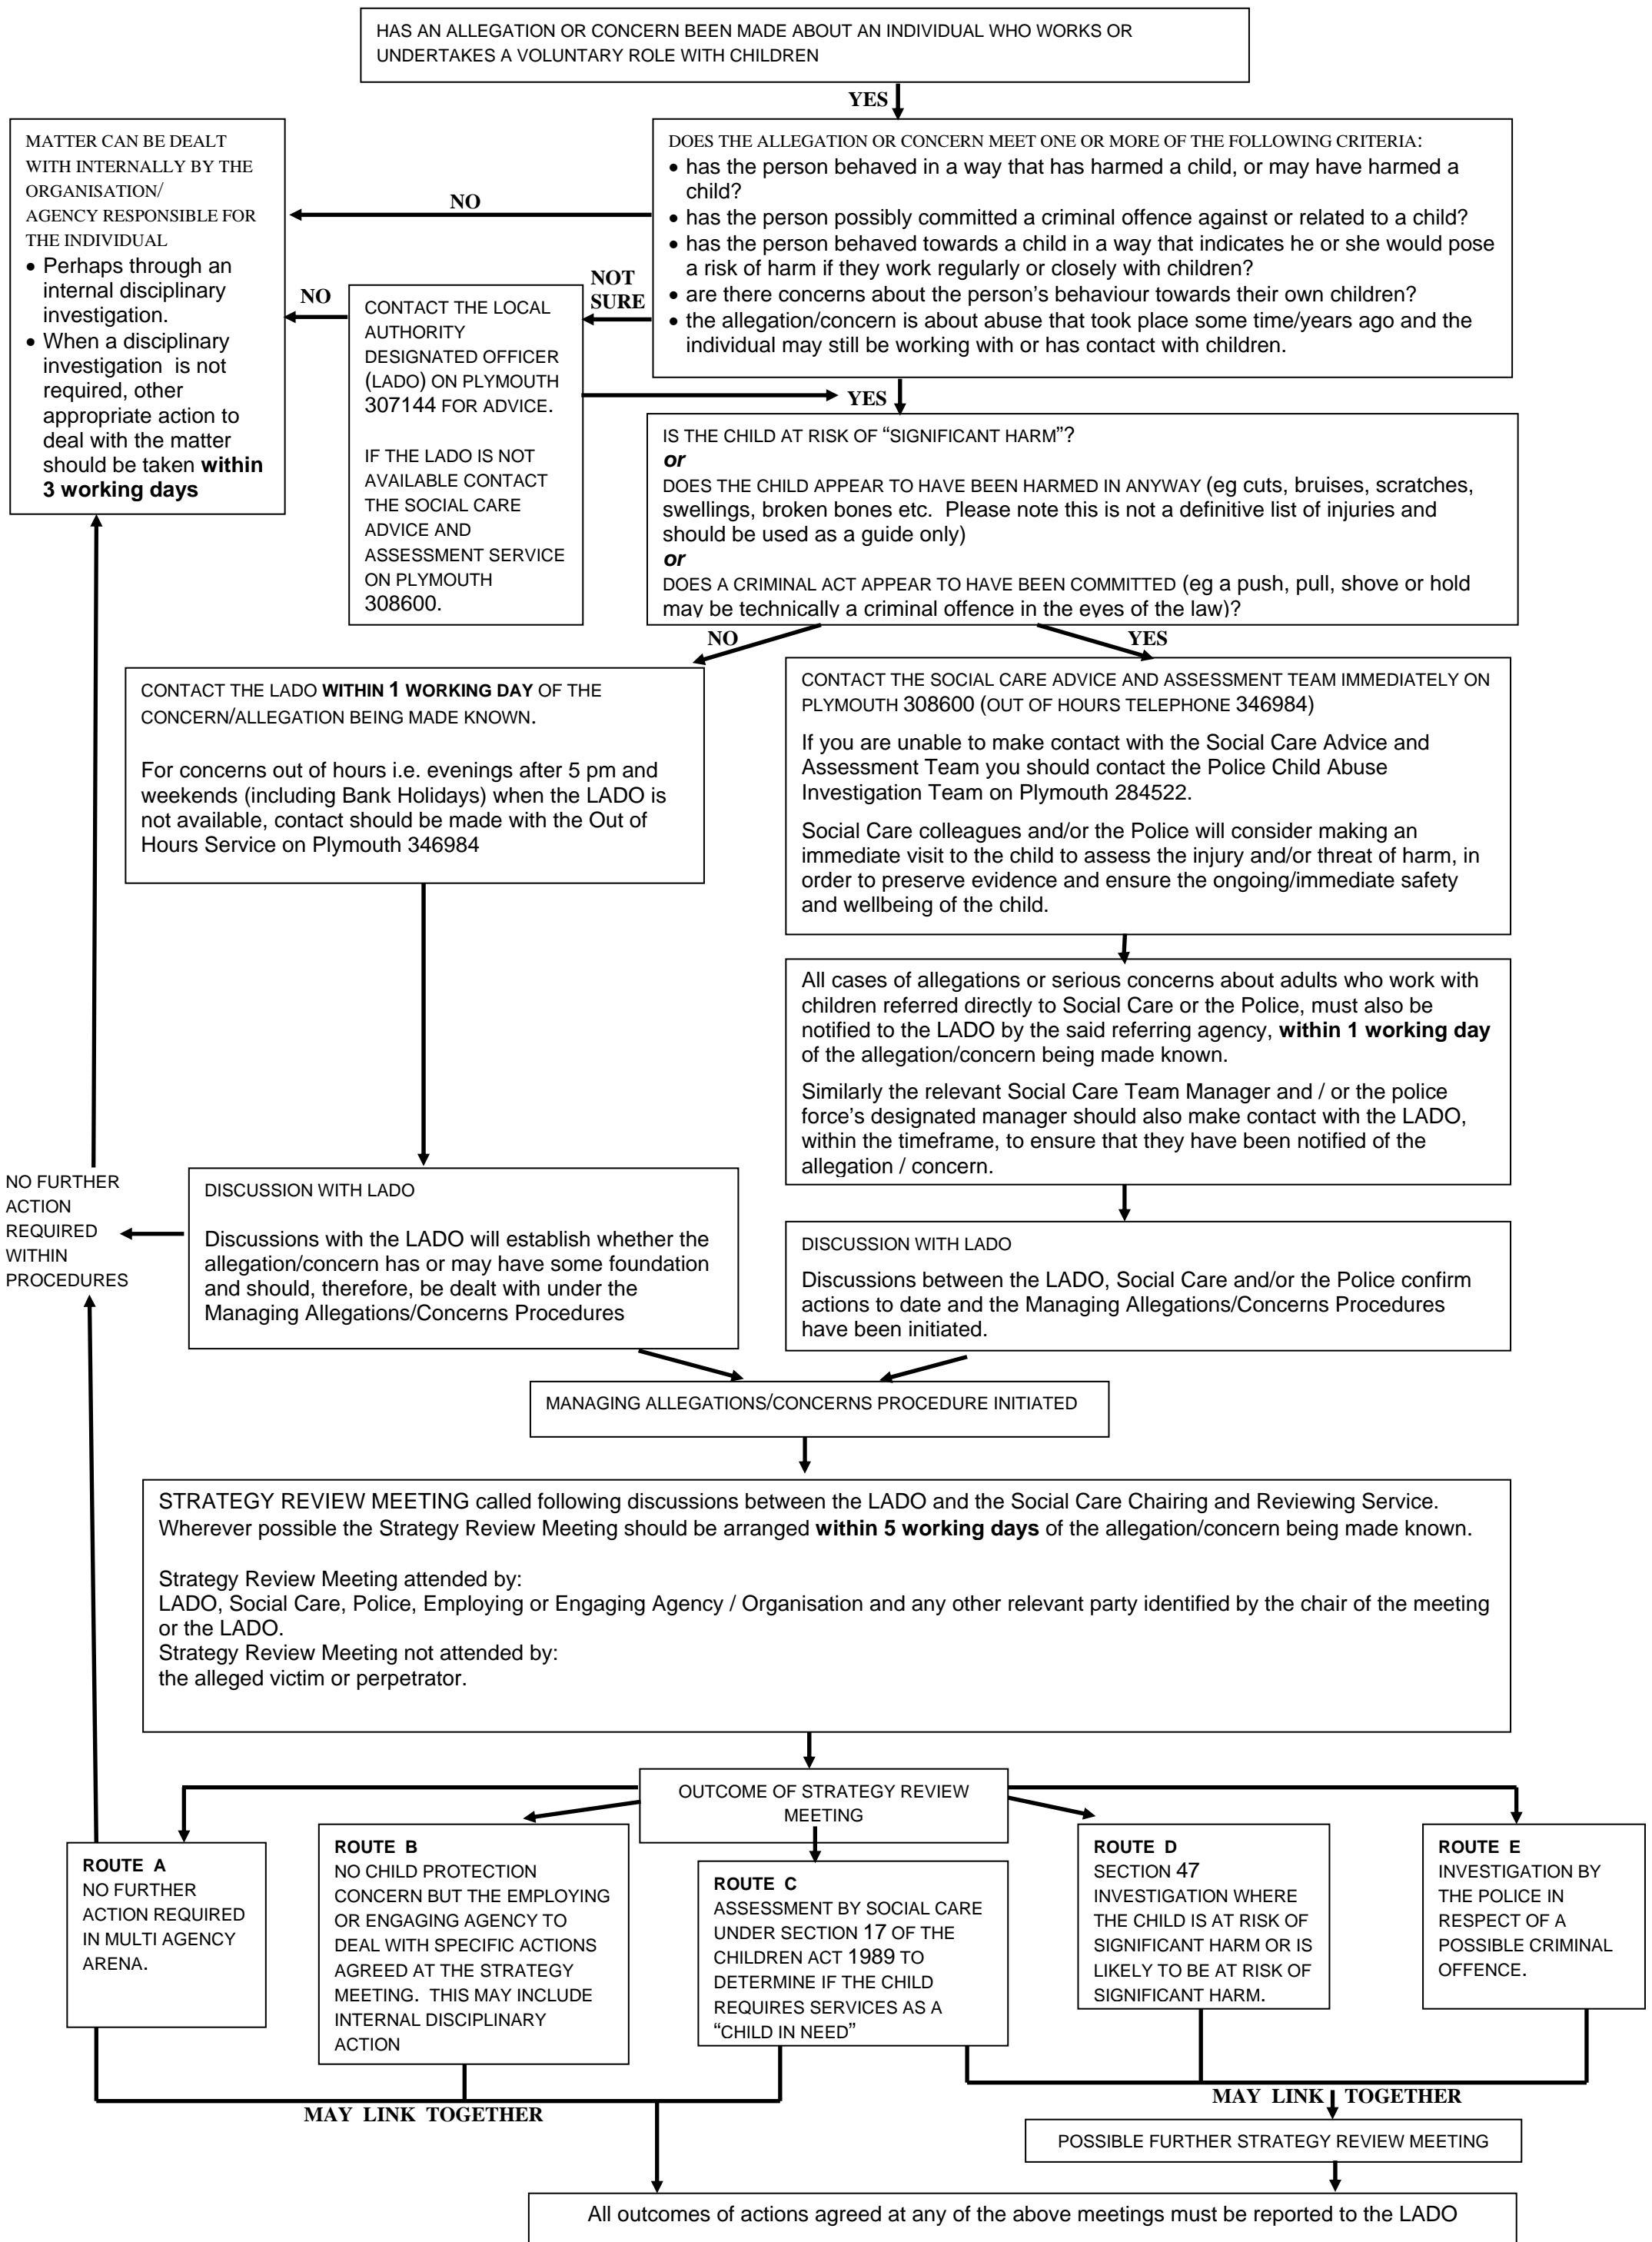 HAS AN ALLEGATION OR CONCERN BEEN MADE ABOUT AN INDIVIDUAL WHO WORKS OR
UNDERTAKES A VOLUNTARY ROLE WITH CHILDREN
YES
MATTER CAN BE DEALT
WITH INTERNALLY BY THE
ORGANISATION/
AGENCY RESPONSIBLE FOR
THE INDIVIDUAL
• Perhaps through an
internal disciplinary
investigation.
• When a disciplinary
investigation is not
required, other
appropriate action to
deal with the matter
should be taken within
3 working days
NO
NO
CONTACT THE LOCAL
AUTHORITY
DESIGNATED OFFICER
(LADO) ON PLYMOUTH
307144 FOR ADVICE.
IF THE LADO IS NOT
AVAILABLE CONTACT
THE SOCIAL CARE
ADVICE AND
ASSESSMENT SERVICE
ON PLYMOUTH
308600.
NOT
SURE
DOES THE ALLEGATION OR CONCERN MEET ONE OR MORE OF THE FOLLOWING CRITERIA:
• has the person behaved in a way that has harmed a child, or may have harmed a
child?
• has the person possibly committed a criminal offence against or related to a child?
• has the person behaved towards a child in a way that indicates he or she would pose
a risk of harm if they work regularly or closely with children?
• are there concerns about the person's behaviour towards their own children?
• the allegation/concern is about abuse that took place some time/years ago and the
individual may still be working with or has contact with children.
YES
IS THE CHILD AT RISK OF "SIGNIFICANT HARM"?
or
DOES THE CHILD APPEAR TO HAVE BEEN HARMED IN ANYWAY (eg cuts, bruises, scratches,
swellings, broken bones etc. Please note this is not a definitive list of injuries and
should be used as a guide only)
or
DOES A CRIMINAL ACT APPEAR TO HAVE BEEN COMMITTED (eg a push, pull, shove or hold
may be technically a criminal offence in the eyes of the law)?
NO
YES
CONTACT THE LADO WITHIN 1 WORKING DAY OF THE
CONCERN/ALLEGATION BEING MADE KNOWN.
For concerns out of hours i.e. evenings after 5 pm and
weekends (including Bank Holidays) when the LADO is
not available, contact should be made with the Out of
Hours Service on Plymouth 346984
CONTACT THE SOCIAL CARE ADVICE AND ASSESSMENT TEAM IMMEDIATELY ON
PLYMOUTH 308600 (OUT OF HOURS TELEPHONE 346984)
If you are unable to make contact with the Social Care Advice and
Assessment Team you should contact the Police Child Abuse
Investigation Team on Plymouth 284522.
Social Care colleagues and/or the Police will consider making an
immediate visit to the child to assess the injury and/or threat of harm, in
order to preserve evidence and ensure the ongoing/immediate safety
and wellbeing of the child.
All cases of allegations or serious concerns about adults who work with
children referred directly to Social Care or the Police, must also be
notified to the LADO by the said referring agency, within 1 working day
of the allegation/concern being made known.
Similarly the relevant Social Care Team Manager and / or the police
force's designated manager should also make contact with the LADO,
within the timeframe, to ensure that they have been notified of the
allegation / concern.
NO FURTHER
ACTION
REQUIRED
WITHIN
PROCEDURES
DISCUSSION WITH LADO
Discussions with the LADO will establish whether the
allegation/concern has or may have some foundation
and should, therefore, be dealt with under the
Managing Allegations/Concerns Procedures
DISCUSSION WITH LADO
Discussions between the LADO, Social Care and/or the Police confirm
actions to date and the Managing Allegations/Concerns Procedures
have been initiated.
MANAGING ALLEGATIONS/CONCERNS PROCEDURE INITIATED
STRATEGY REVIEW MEETING called following discussions between the LADO and the Social Care Chairing and Reviewing Service.
Wherever possible the Strategy Review Meeting should be arranged within 5 working days of the allegation/concern being made known.
Strategy Review Meeting attended by:
LADO, Social Care, Police, Employing or Engaging Agency / Organisation and any other relevant party identified by the chair of the meeting
or the LADO.
Strategy Review Meeting not attended by:
the alleged victim or perpetrator.
OUTCOME OF STRATEGY REVIEW
MEETING
ROUTE A
NO FURTHER
ACTION REQUIRED
IN MULTI AGENCY
ARENA.
ROUTE B
NO CHILD PROTECTION
CONCERN BUT THE EMPLOYING
OR ENGAGING AGENCY TO
DEAL WITH SPECIFIC ACTIONS
AGREED AT THE STRATEGY
MEETING. THIS MAY INCLUDE
INTERNAL DISCIPLINARY
ACTION
ROUTE C
ASSESSMENT BY SOCIAL CARE
UNDER SECTION 17 OF THE
CHILDREN ACT 1989 TO
DETERMINE IF THE CHILD
REQUIRES SERVICES AS A
"CHILD IN NEED"
ROUTE D
SECTION 47
INVESTIGATION WHERE
THE CHILD IS AT RISK OF
SIGNIFICANT HARM OR IS
LIKELY TO BE AT RISK OF
SIGNIFICANT HARM.
ROUTE E
INVESTIGATION BY
THE POLICE IN
RESPECT OF A
POSSIBLE CRIMINAL
OFFENCE.
MAY LINK TOGETHER
MAY LINK TOGETHER
POSSIBLE FURTHER STRATEGY REVIEW MEETING
All outcomes of actions agreed at any of the above meetings must be reported to the LADO